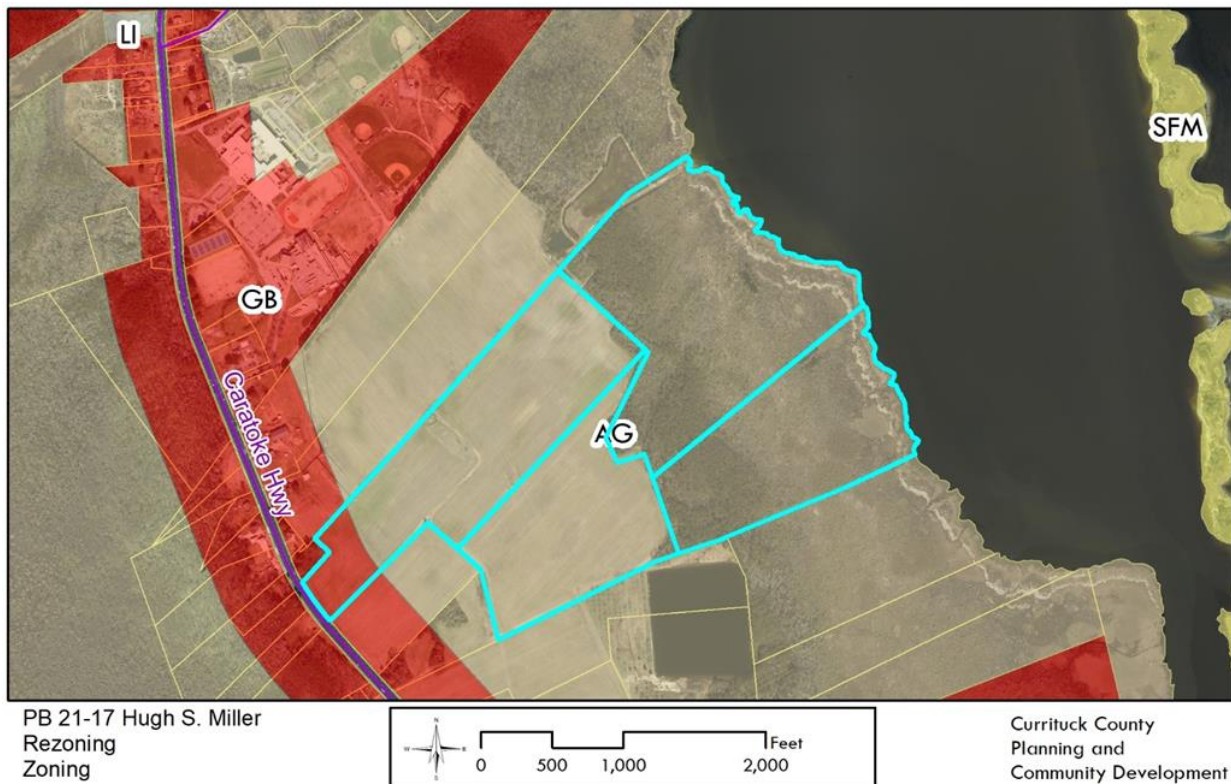 LI
SFM
GB
Caratoke Hwy
AG
PB 21-17 Hugh S. Miller
Rezoning
Zoning
N
W E
S
Feet
0 500 1,000 2,000
Currituck County
Planning and
Community Development